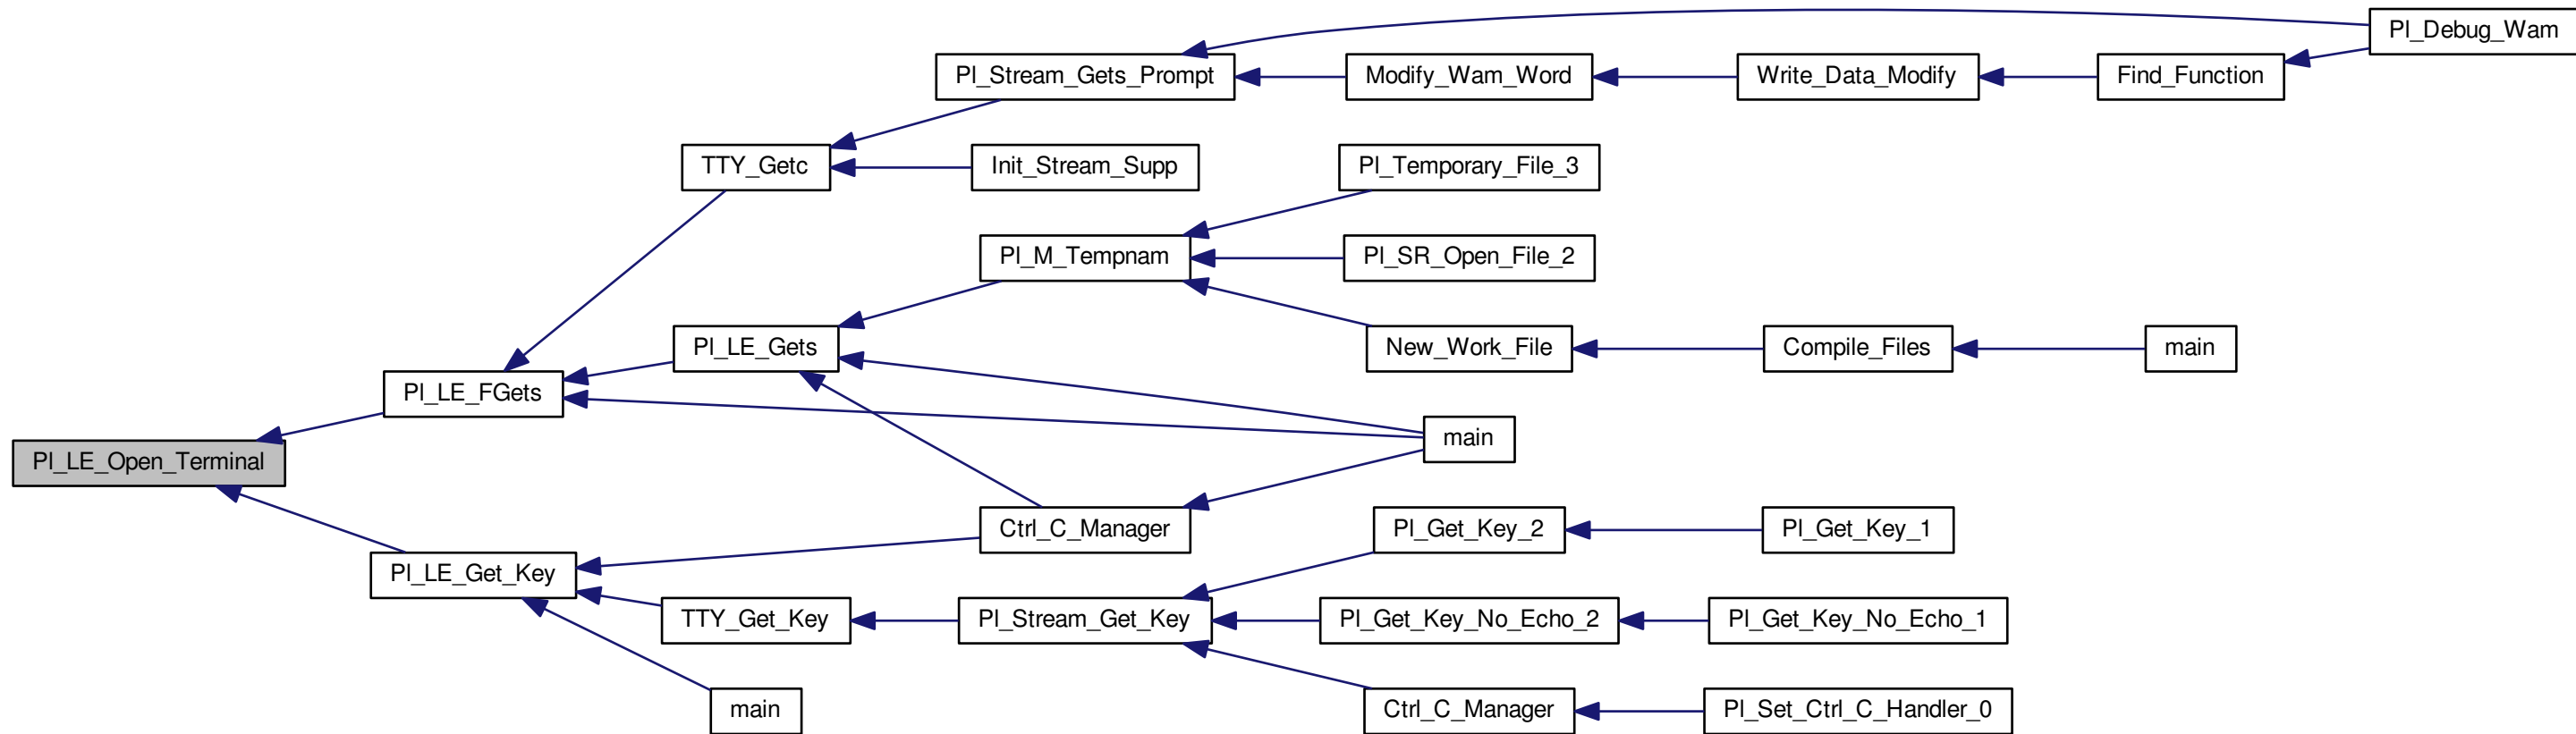 Pl_Debug_Wam
Pl_Stream_Gets_Prompt
Modify_Wam_Word
Write_Data_Modify
Find_Function
TTY_Getc
Init_Stream_Supp
Pl_Temporary_File_3
Pl_M_Tempnam
Pl_SR_Open_File_2
Pl_LE_Gets
New_Work_File
Compile_Files
main
Pl_LE_FGets
main
Pl_LE_Open_Terminal
Ctrl_C_Manager
Pl_Get_Key_2
Pl_Get_Key_1
Pl_LE_Get_Key
TTY_Get_Key
Pl_Stream_Get_Key
Pl_Get_Key_No_Echo_2
Pl_Get_Key_No_Echo_1
main
Ctrl_C_Manager
Pl_Set_Ctrl_C_Handler_0